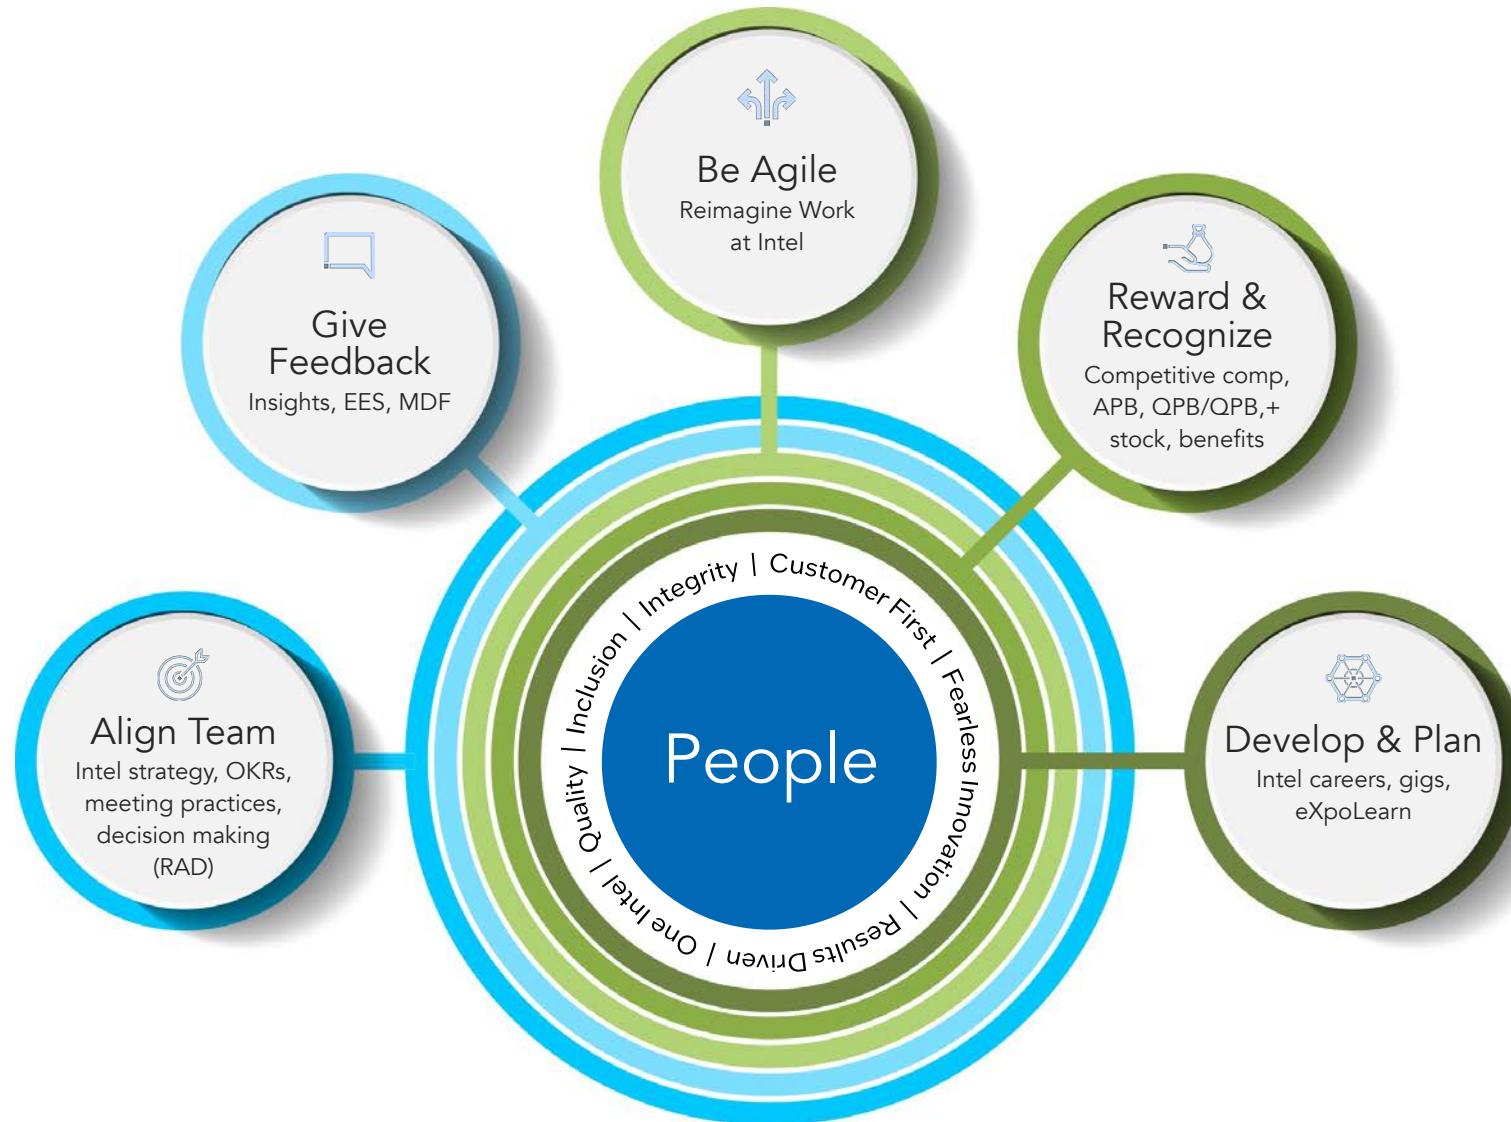 Be Agile
Reimagine Work
at Intel
Give
Feedback
Insights, EES, MDF
Reward &
Recognize
Competitive comp,
APB, QPB/QPB,+
stock, benefits
Align Team
Intel strategy, OKRs,
meeting practices,
decision making
(RAD)
Develop & Plan
Intel careers, gigs,
eXpoLearn
Customer First | Fearless Innovation | Results Driven | One Intel | Quality | Inclusion | Integrity |
People